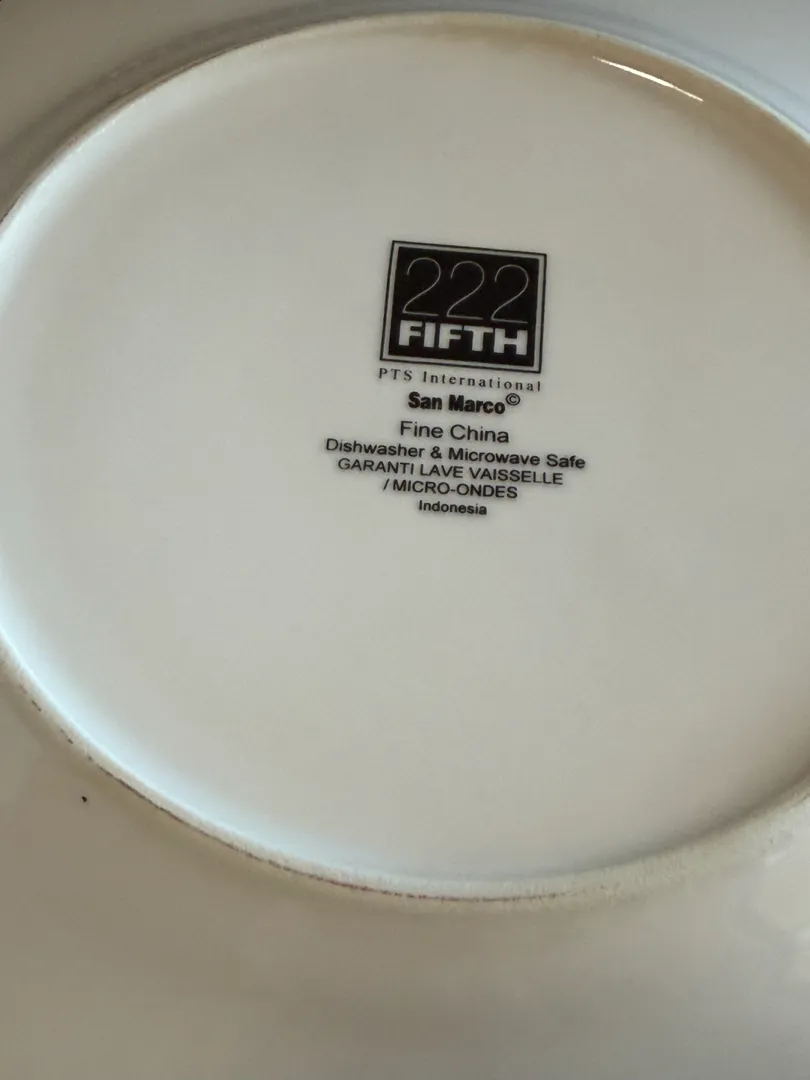 222
FIFTH
PTS International
San Marco©
Fine China
Dishwasher & Microwave Safe
GARANTI LAVE VAISSELLE
/ MICRO-ONDES
Indonesia